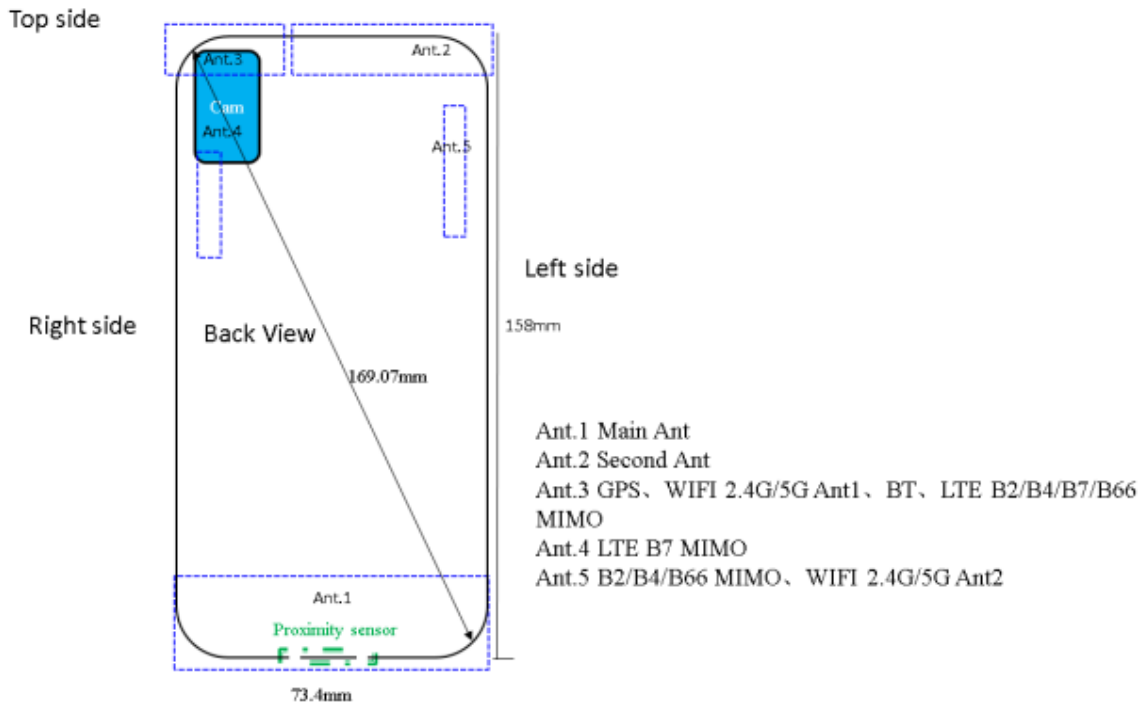 Top side
Ant.2
Ant.3
Cam
Ant.4
Ant.5
Left side
Right side
Back View
158mm
169.07mm
Ant.1 Main Ant
Ant.2 Second Ant
Ant.3 GPS、WIFI 2.4G/5G Ant1、BT、LTE B2/B4/B7/B66
MIMO
Ant.4 LTE B7 MIMO
Ant.5 B2/B4/B66 MIMO、WIFI 2.4G/5G Ant2
Ant.1
Proximity sensor
73.4mm